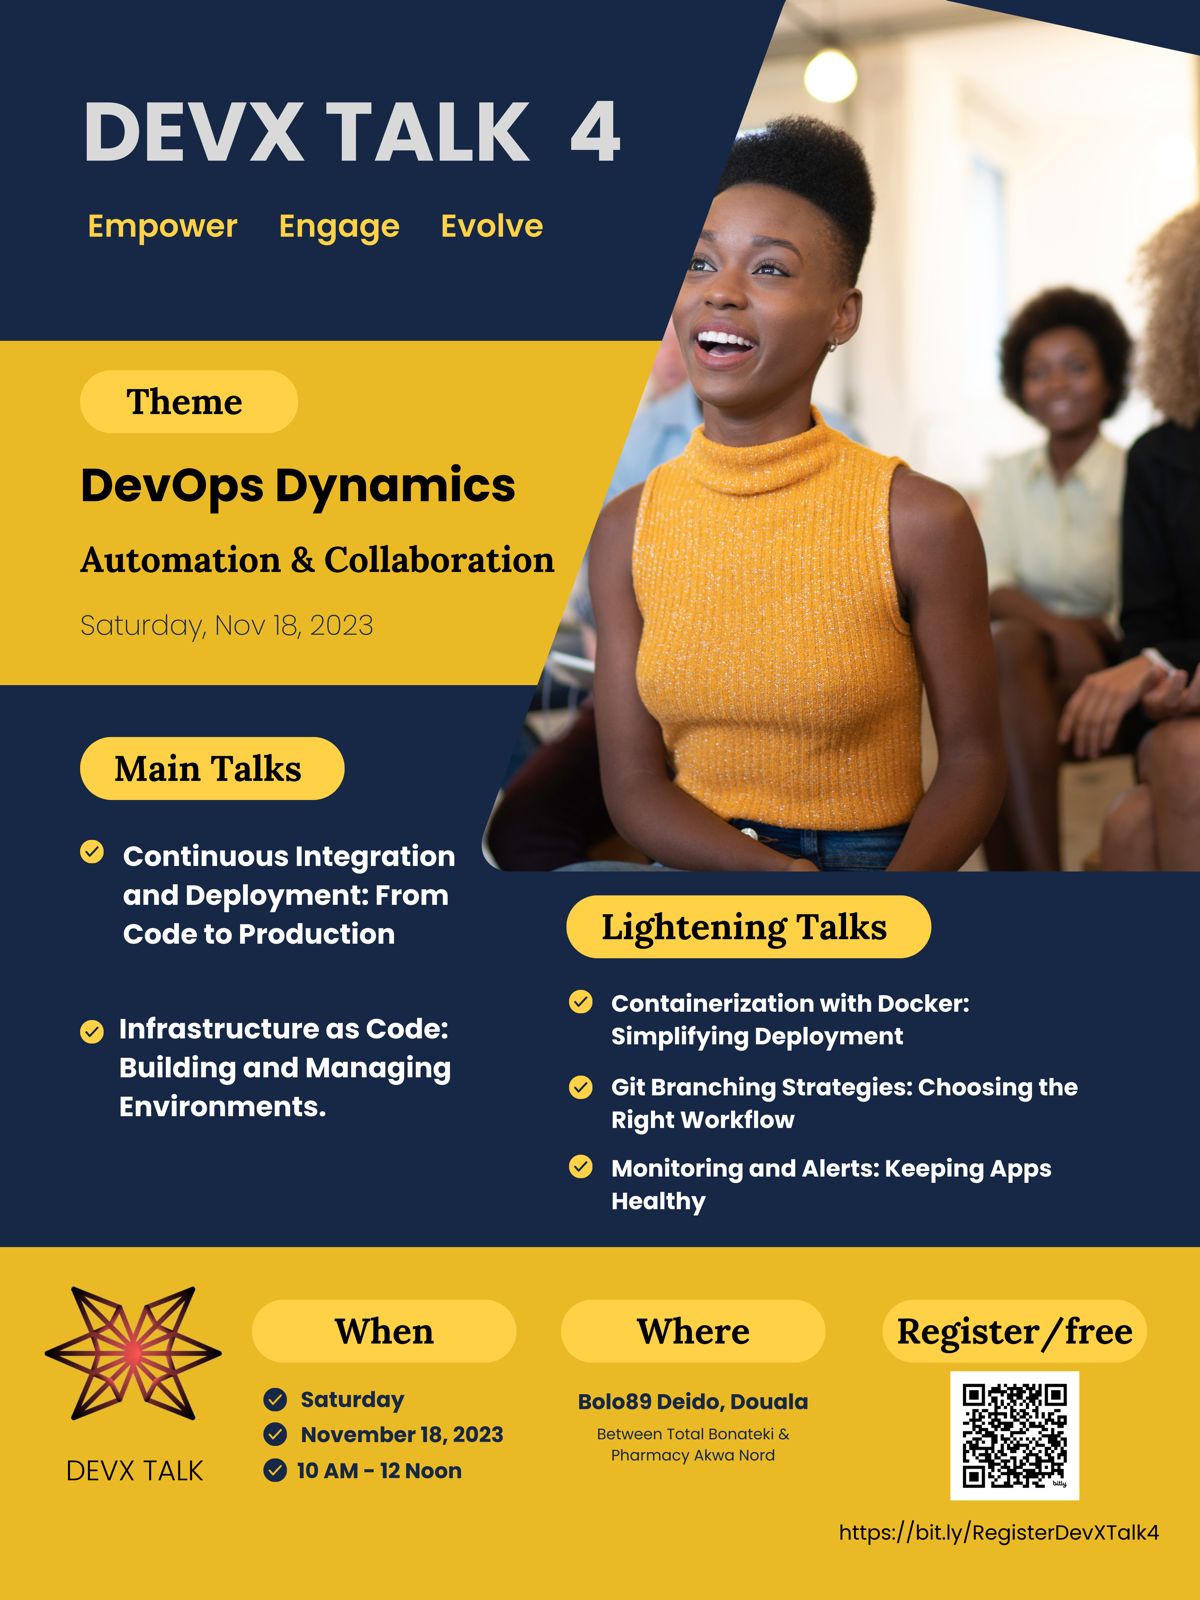 DEVX TALK 4
Empower Engage Evolve
Theme
DevOps Dynamics
Automation & Collaboration
Saturday, Nov 18, 2023
Main Talks
Continuous Integration
and Deployment: From
Code to Production
Infrastructure as Code:
Building and Managing
Environments.
Lightening Talks
Containerization with Docker:
Simplifying Deployment
Git Branching Strategies: Choosing the
Right Workflow
Monitoring and Alerts: Keeping Apps
Healthy
DEVX TALK
When
Saturday
November 18, 2023
10 AM - 12 Noon
Where
Bolo89 Deido, Douala
Between Total Bonateki &
Pharmacy Akwa Nord
Register/free
bitly
https://bit.ly/RegisterDevXTalk4